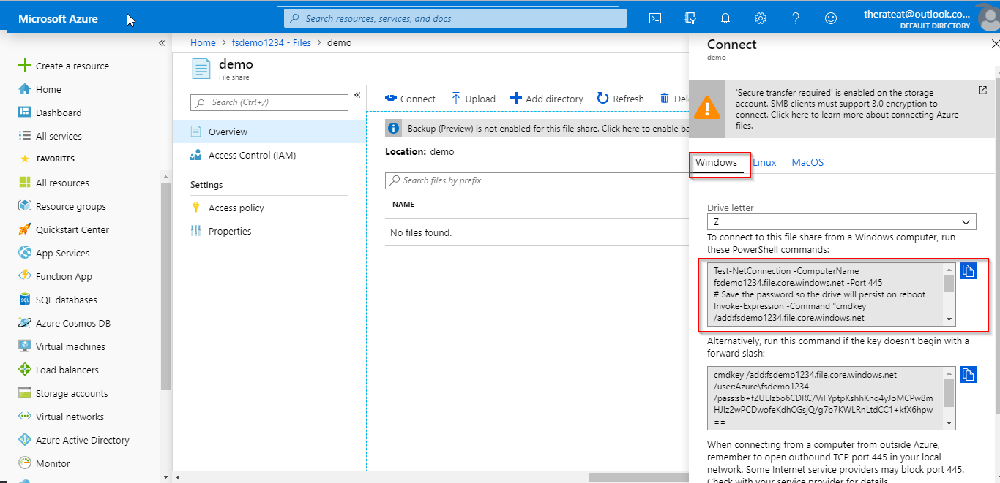 Microsoft Azure
Search resources, services, and docs
therateat@outlook.co...
DEFAULT DIRECTORY
Create a resource
Home
Dashboard
All services
FAVORITES
All resources
Resource groups
Quickstart Center
App Services
Function App
SQL databases
Azure Cosmos DB
Virtual machines
Load balancers
Storage accounts
Virtual networks
Azure Active Directory
Monitor
Home > fsdemo1234 - Files > demo
demo
File share
Search (Ctrl+/)
Overview
Access Control (IAM)
Settings
Access policy
Properties
Connect Upload Add directory Refresh Del
Backup (Preview) is not enabled for this file share. Click here to enable ba
Location: demo
Search files by prefix
NAME
No files found.
Connect
demo
'Secure transfer required' is enabled on the storage
account. SMB clients must support 3.0 encryption to
connect. Click here to learn more about connecting Azure
files.
Windows Linux MacOS
Drive letter
Z
To connect to this file share from a Windows computer, run
these PowerShell commands:
Test-NetConnection -ComputerName
fsdemo1234.file.core.windows.net -Port 445
# Save the password so the drive will persist on reboot
Invoke-Expression -Command "cmdkey
/add:fsdemo1234.file.core.windows.net
Alternatively, run this command if the key doesn't begin with a
forward slash:
cmdkey /add:fsdemo1234.file.core.windows.net
/user:Azure\fsdemo1234
==
When connecting from a computer from outside Azure,
remember to open outbound TCP port 445 in your local
network. Some Internet service providers may block port 445.
Check with your service provider for details.